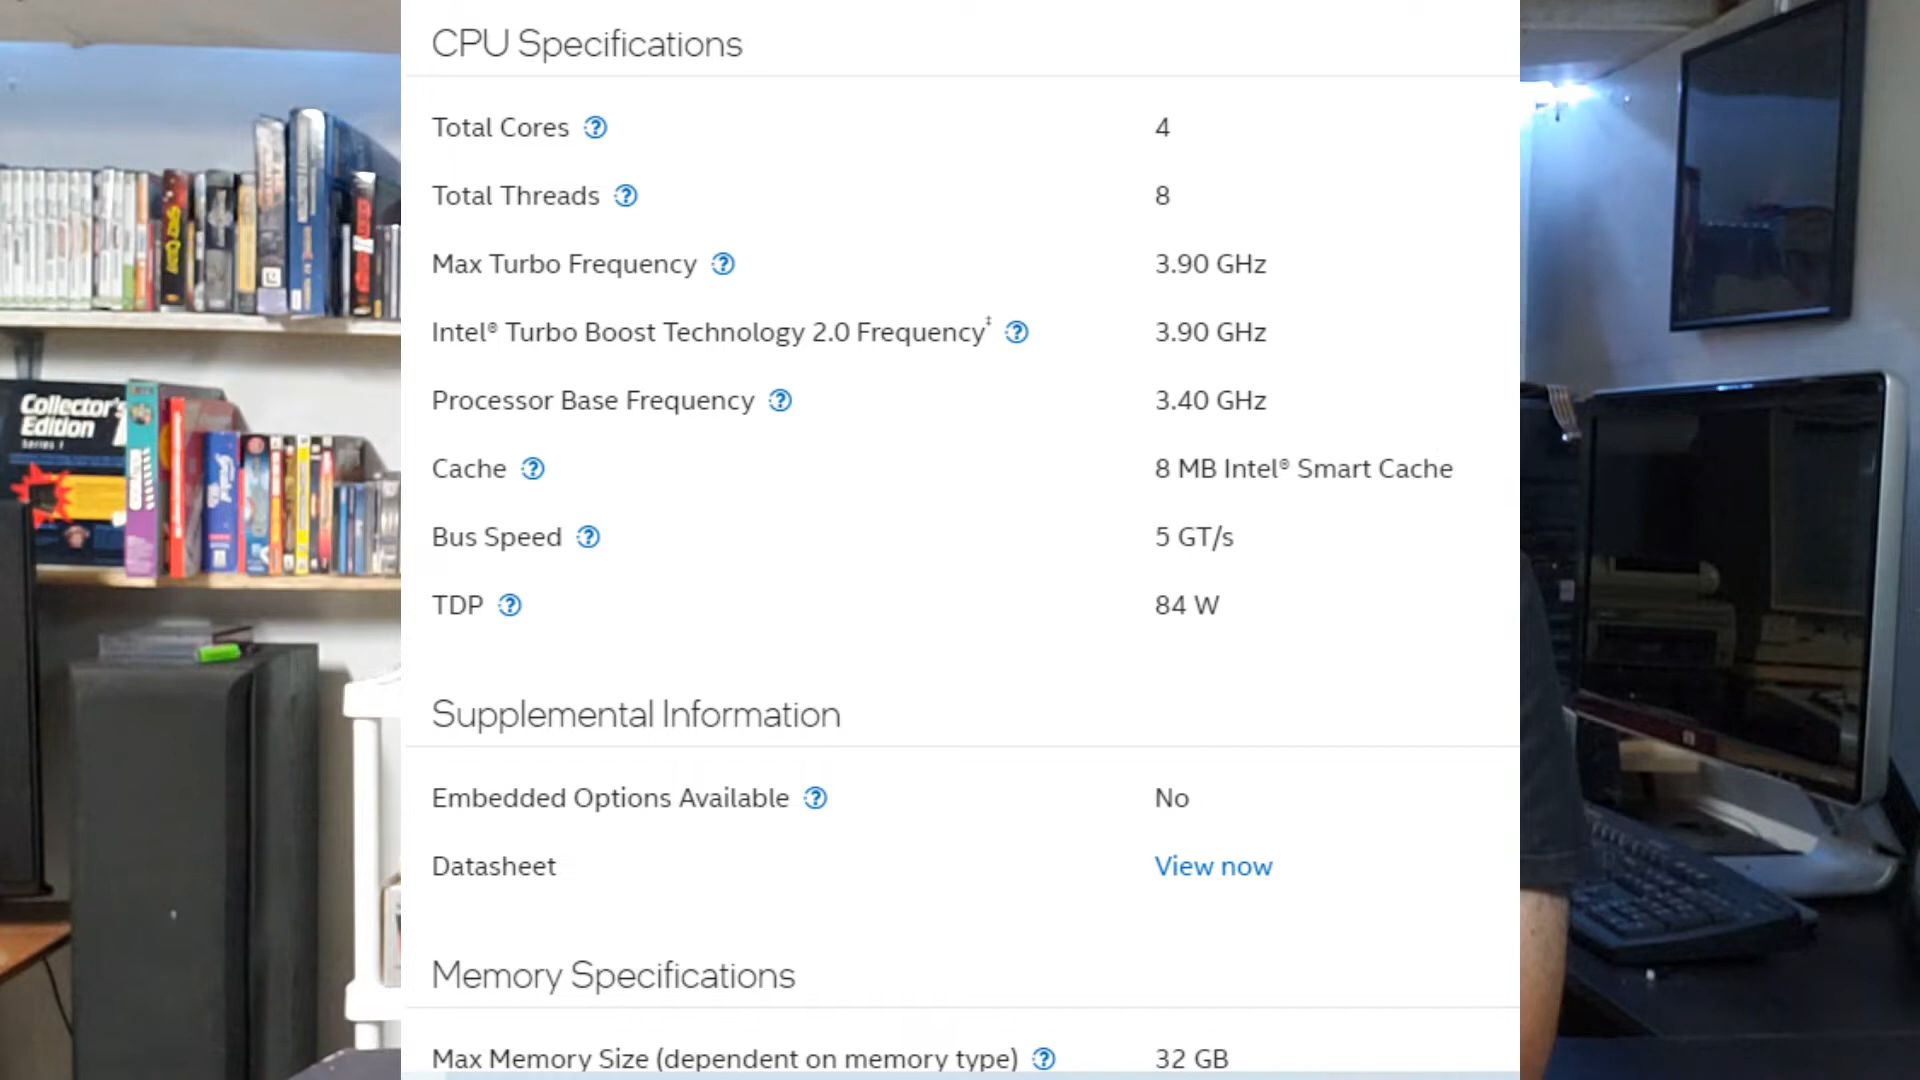 CPU Specifications
Total Cores ? 4
Total Threads ? 8
Max Turbo Frequency ? 3.90 GHz
Intel® Turbo Boost Technology 2.0 Frequency‡ ? 3.90 GHz
Processor Base Frequency ? 3.40 GHz
Cache ? 8 MB Intel® Smart Cache
Bus Speed ? 5 GT/s
TDP ? 84 W
Supplemental Information
Embedded Options Available ? No
Datasheet View now
Memory Specifications
Max Memory Size (dependent on memory type) ? 32 GB
Collector's
Edition
Series 1